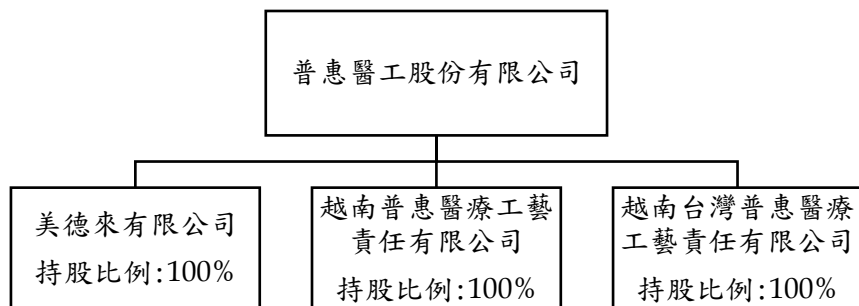 普惠醫工股份有限公司
美德來有限公司
持股比例:100%
越南普惠醫療工藝
責任有限公司
持股比例:100%
越南台灣普惠醫療
工藝責任有限公司
持股比例:100%